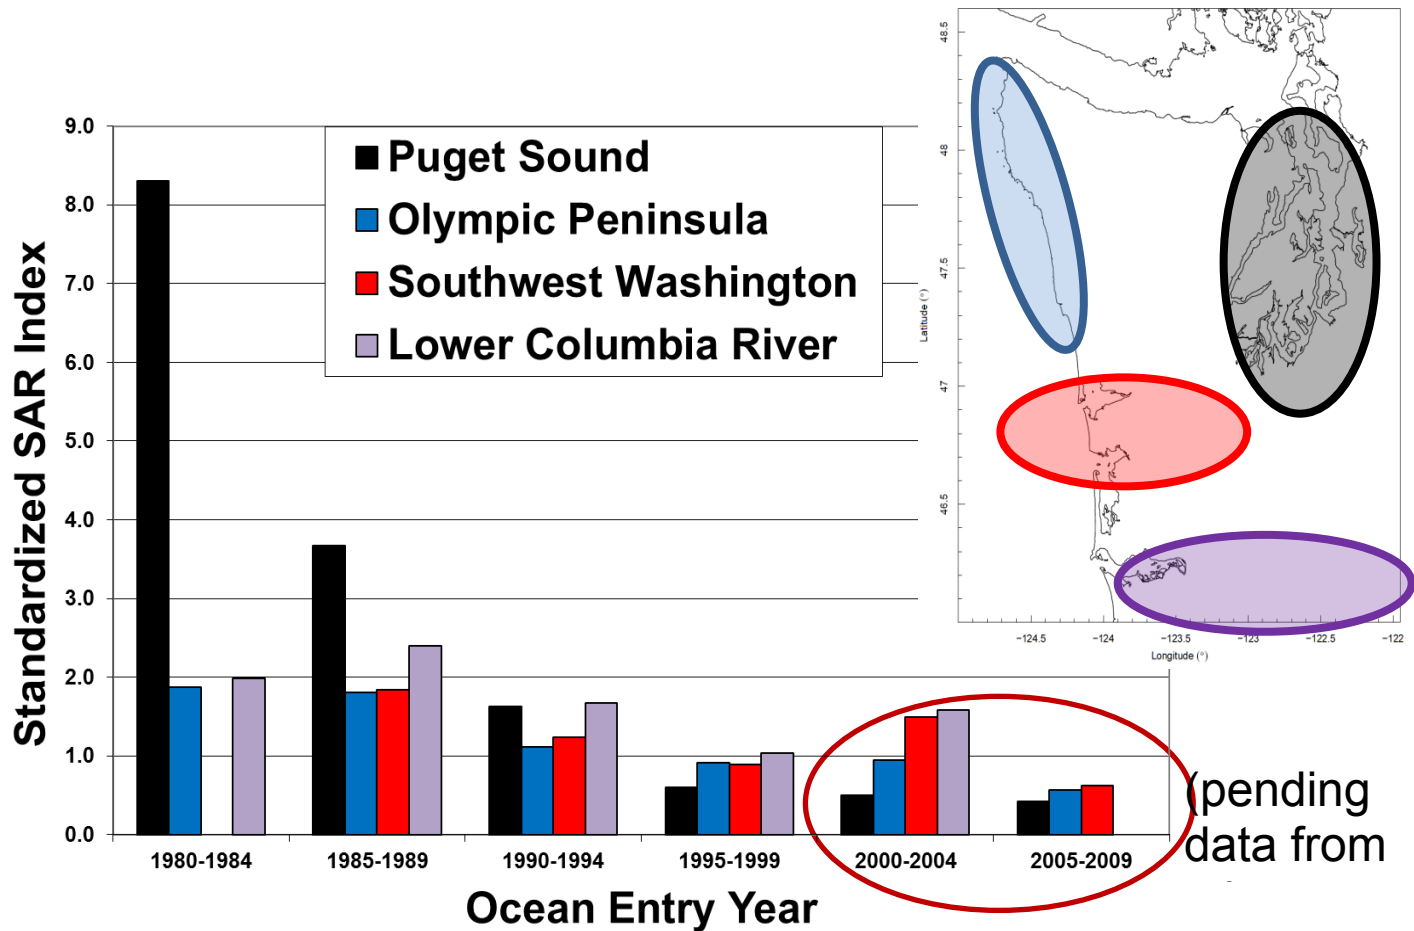 9.0
8.0
7.0
6.0
5.0
4.0
3.0
2.0
1.0
0.0
Standardized SAR Index
Puget Sound
Olympic Peninsula
Southwest Washington
Lower Columbia River
1980-1984
1985-1989
1990-1994
1995-1999
2000-2004
2005-2009
Ocean Entry Year
48.5
48
47.5
47
46.5
Latitude (°)
−124.5
−124
−123.5
−123
−122.5
−122
Longitude (°)
(pending
data from